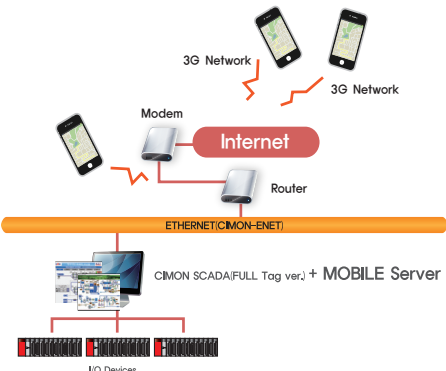 3G Network
3G Network
Modem
Internet
Router
ETHERNET(CIMON-ENET)
CIMON SCADA(FULL Tag ver.) + MOBILE Server
I/O Devices